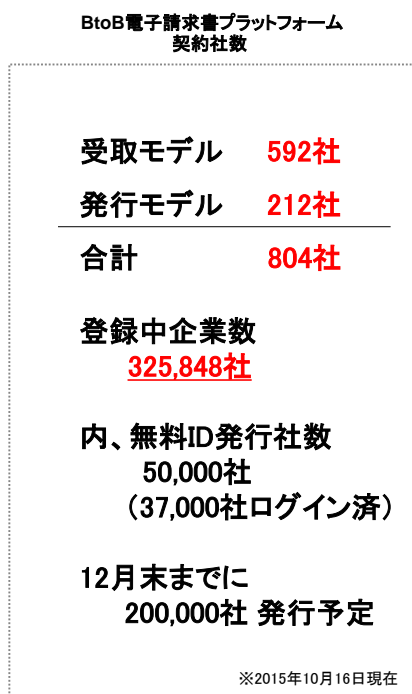 BtoB電子請求書プラットフォーム
契約社数
受取モデル 592社
発行モデル 212社
合計 804社
登録中企業数
325,848社
内、無料ID発行社数
50,000社
（37,000社ログイン済）
12月末までに
200,000社 発行予定
※2015年10月16日現在